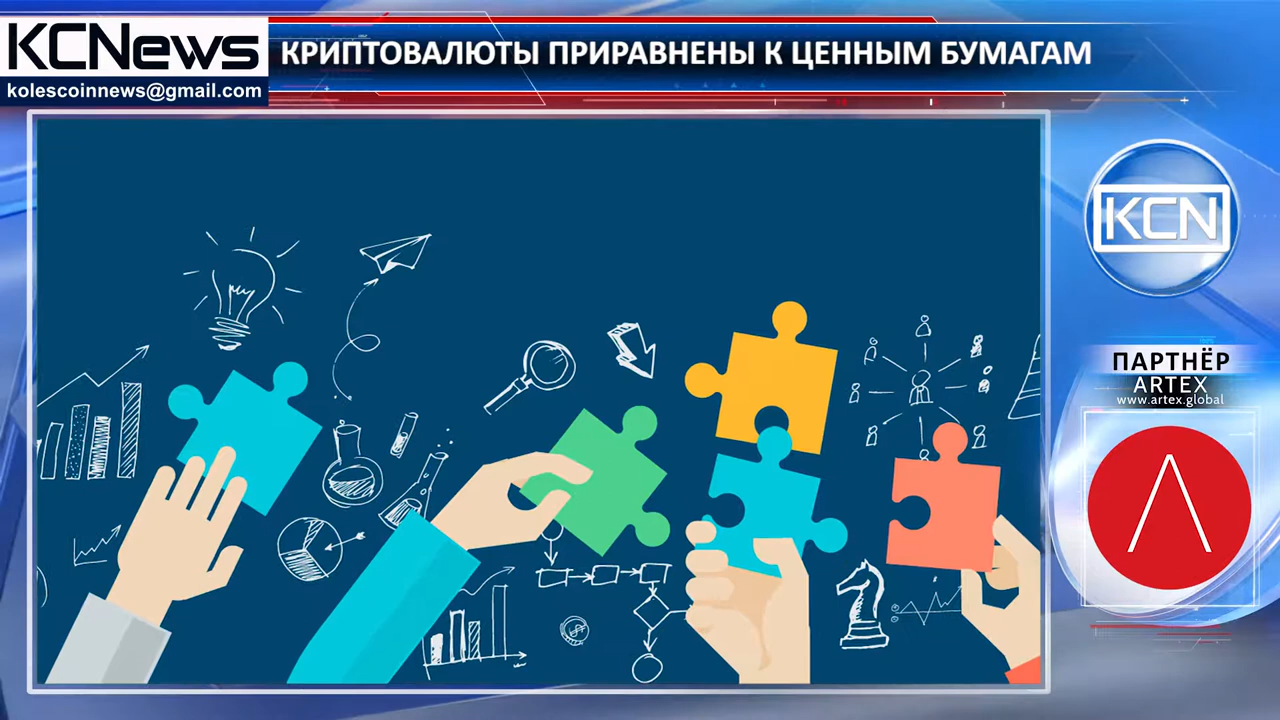 KCNews
kolescoinnews@gmail.com
КРИПТОВАЛЮТЫ ПРИРАВНЕНЫ К ЦЕННЫМ БУМАГАМ
KCN
ПАРТНЁР
ARTEX
www.artex.global